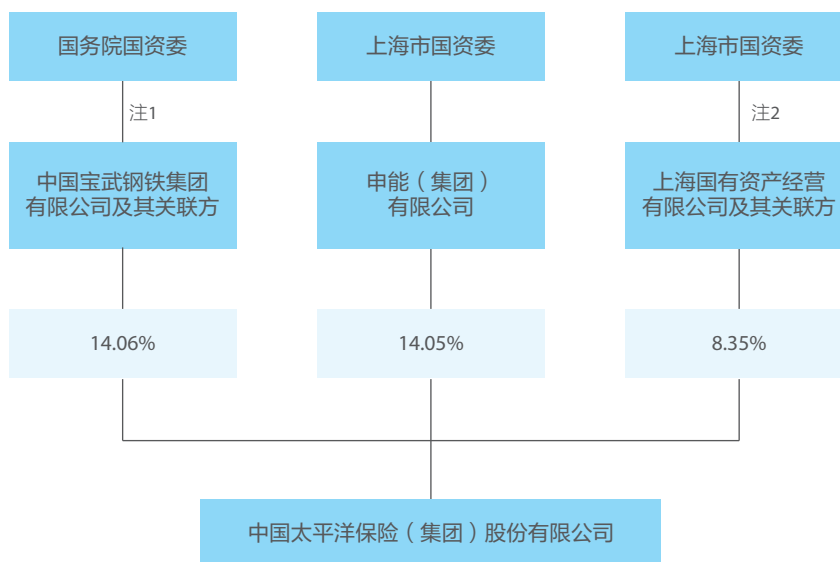 国务院国资委
上海市国资委
上海市国资委
注1
注2
中国宝武钢铁集团
有限公司及其关联方
申能（集团）
有限公司
上海国有资产经营
有限公司及其关联方
14.06%
14.05%
8.35%
中国太平洋保险（集团）股份有限公司